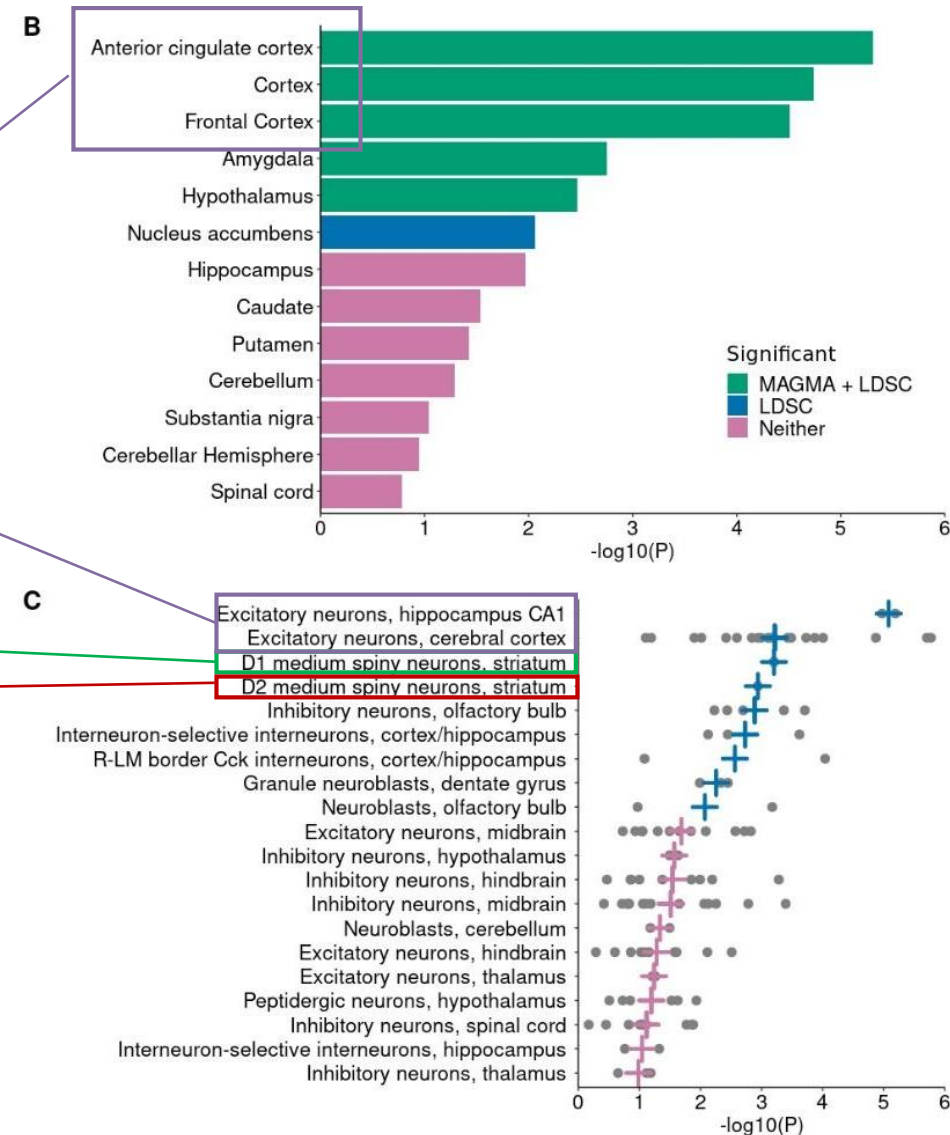 B
Anterior cingulate cortex
Cortex
Frontal Cortex
Amygdala
Hypothalamus
Nucleus accumbens
Hippocampus
Caudate
Putamen
Cerebellum
Substantia nigra
Cerebellar Hemisphere
Spinal cord
Significant
MAGMA + LDSC
LDSC
Neither
0 1 2 3 4 5 6
-log10(P)
C
Excitatory neurons, hippocampus CA1
Excitatory neurons, cerebral cortex
D1 medium spiny neurons, striatum
D2 medium spiny neurons, striatum
Inhibitory neurons, olfactory bulb
Interneuron-selective interneurons, cortex/hippocampus
R-LM border Cck interneurons, cortex/hippocampus
Granule neuroblasts, dentate gyrus
Neuroblasts, olfactory bulb
Excitatory neurons, midbrain
Inhibitory neurons, hypothalamus
Inhibitory neurons, hindbrain
Inhibitory neurons, midbrain
Neuroblasts, cerebellum
Excitatory neurons, hindbrain
Excitatory neurons, thalamus
Peptidergic neurons, hypothalamus
Inhibitory neurons, spinal cord
Interneuron-selective interneurons, hippocampus
Inhibitory neurons, thalamus
0 1 2 3 4 5 6
-log10(P)